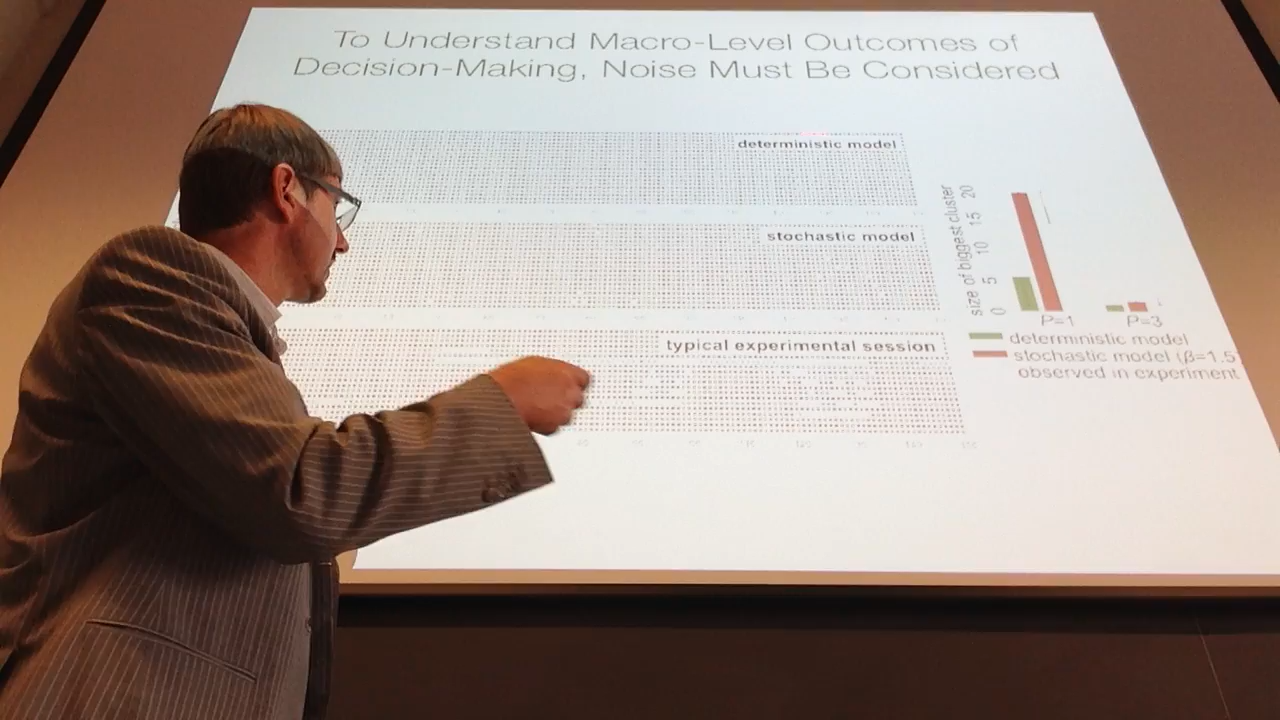 To Understand Macro-Level Outcomes of
Decision-Making, Noise Must Be Considered
deterministic model
stochastic model
typical experimental session
size of biggest cluster
0 5 10 15 20
P=1 P=3
deterministic model
stochastic model (β=1.5
observed in experiment